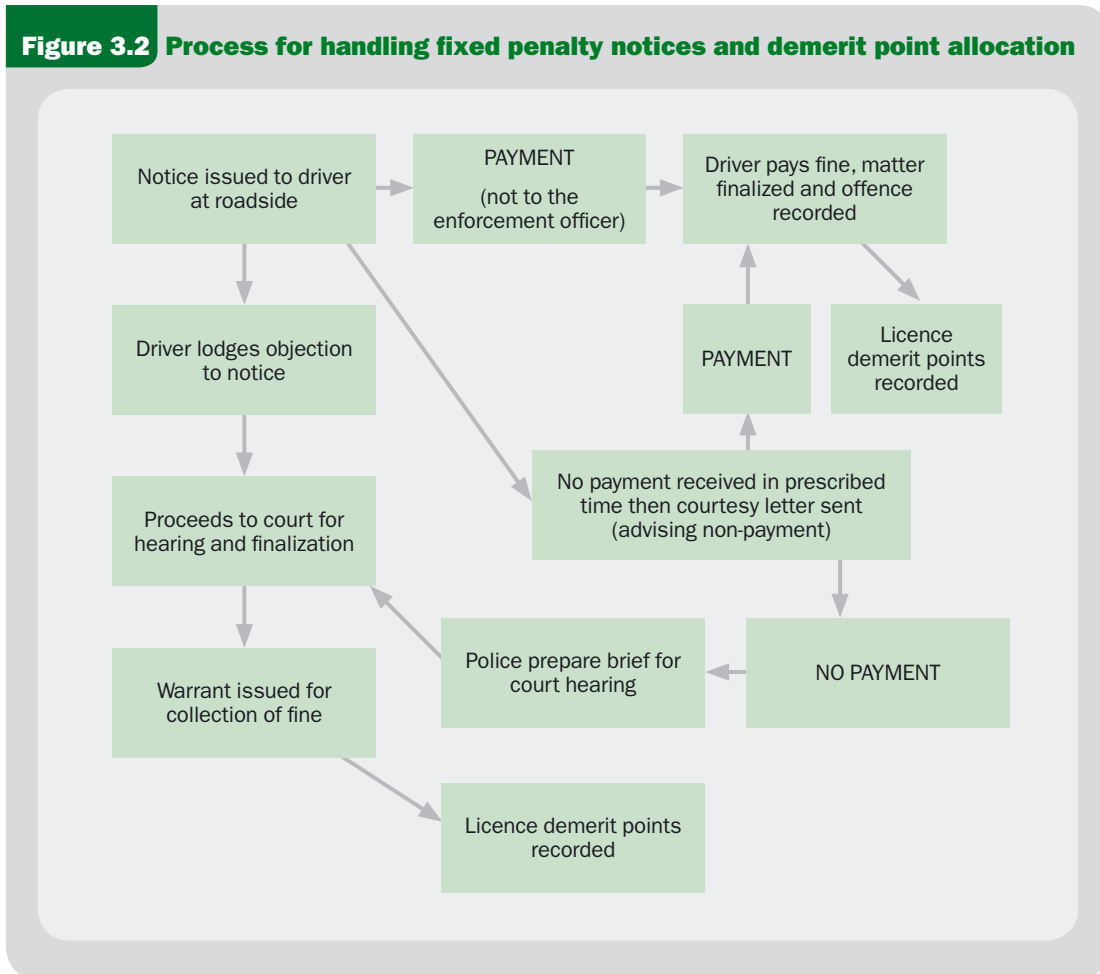 Figure 3.2 Process for handling fixed penalty notices and demerit point allocation
Notice issued to driver
at roadside
PAYMENT
(not to the
enforcement officer)
Driver pays fine, matter
finalized and offence
recorded
Driver lodges objection
to notice
PAYMENT
Licence
demerit points
recorded
No payment received in prescribed
time then courtesy letter sent
(advising non-payment)
Proceeds to court for
hearing and finalization
Police prepare brief for
court hearing
NO PAYMENT
Warrant issued for
collection of fine
Licence demerit points
recorded